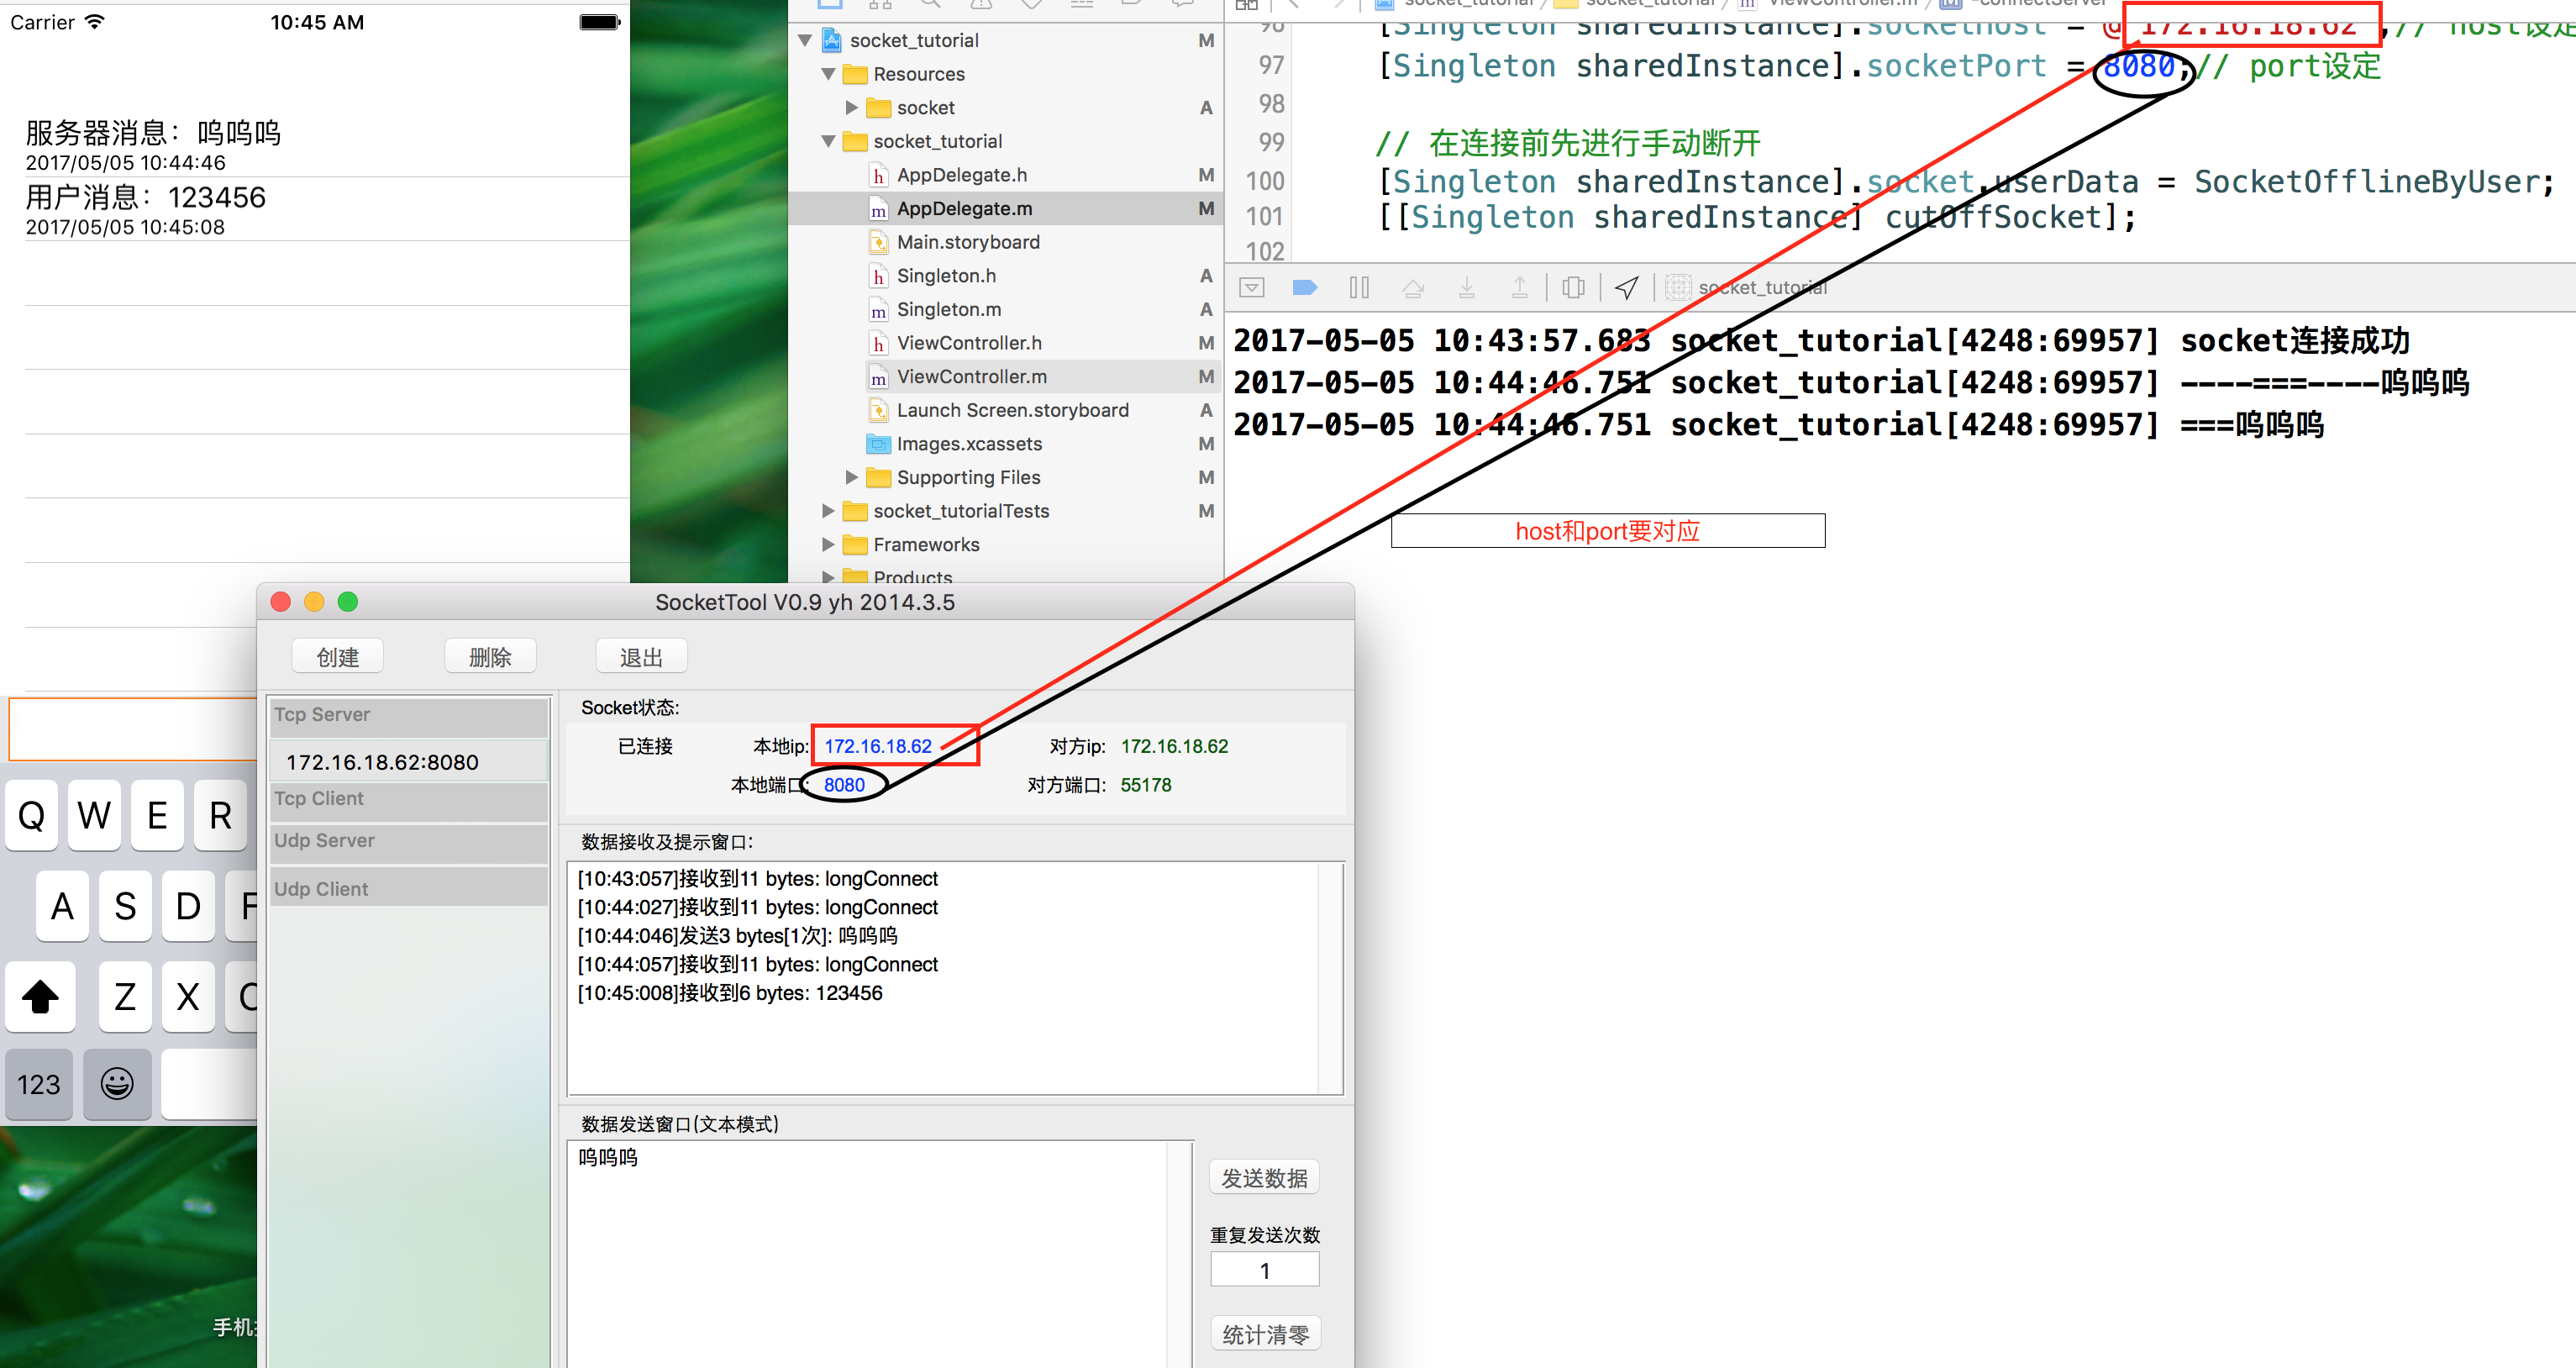 Carrier
10:45 AM
服务器消息：呜呜呜
2017/05/05 10:44:46
用户消息：123456
2017/05/05 10:45:08
Q W E R
A S D F
Z X C
123
手机
socket_tutorial M
Resources
socket A
socket_tutorial
AppDelegate.h M
AppDelegate.m M
Main.storyboard
Singleton.h A
Singleton.m A
ViewController.h M
ViewController.m M
Launch Screen.storyboard A
Images.xcassets M
Supporting Files M
socket_tutorialTests M
Frameworks
Products
socket_tutorial socket_tutorial ViewController.m -connectServer
96 [Singleton sharedInstance].socketHost = @"172.16.18.62";// host设定
97 [Singleton sharedInstance].socketPort = 8080;// port设定
98
99 // 在连接前先进行手动断开
100 [Singleton sharedInstance].socket.userData = SocketOfflineByUser;
101 [[Singleton sharedInstance] cutOffSocket];
102
socket_tutorial
2017-05-05 10:43:57.683 socket_tutorial[4248:69957] socket连接成功
2017-05-05 10:44:46.751 socket_tutorial[4248:69957] ----===----呜呜呜
2017-05-05 10:44:46.751 socket_tutorial[4248:69957] ===呜呜呜
host和port要对应
SocketTool V0.9 yh 2014.3.5
创建 删除 退出
Tcp Server
172.16.18.62:8080
Tcp Client
Udp Server
Udp Client
Socket状态:
已连接 本地ip: 172.16.18.62 对方ip: 172.16.18.62
本地端口: 8080 对方端口: 55178
数据接收及提示窗口:
[10:43:057]接收到11 bytes: longConnect
[10:44:027]接收到11 bytes: longConnect
[10:44:046]发送3 bytes[1次]: 呜呜呜
[10:44:057]接收到11 bytes: longConnect
[10:45:008]接收到6 bytes: 123456
数据发送窗口(文本模式)
呜呜呜
发送数据
重复发送次数
1
统计清零